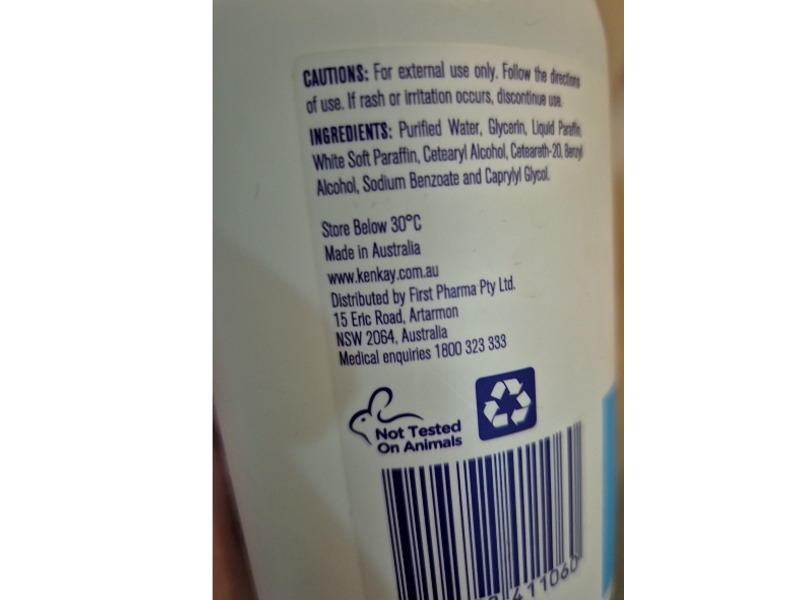 CAUTIONS: For external use only. Follow the directions
of use. If rash or irritation occurs, discontinue use.
INGREDIENTS: Purified Water, Glycerin, Liquid Paraffin,
White Soft Paraffin, Cetearyl Alcohol, Ceteareth-20, Benzyl
Alcohol, Sodium Benzoate and Caprylyl Glycol.
Store Below 30°C
Made in Australia
www.kenkay.com.au
Distributed by First Pharma Pty Ltd.
15 Eric Road, Artarmon
NSW 2064, Australia
Medical enquiries 1800 323 333
Not Tested
On Animals
411060